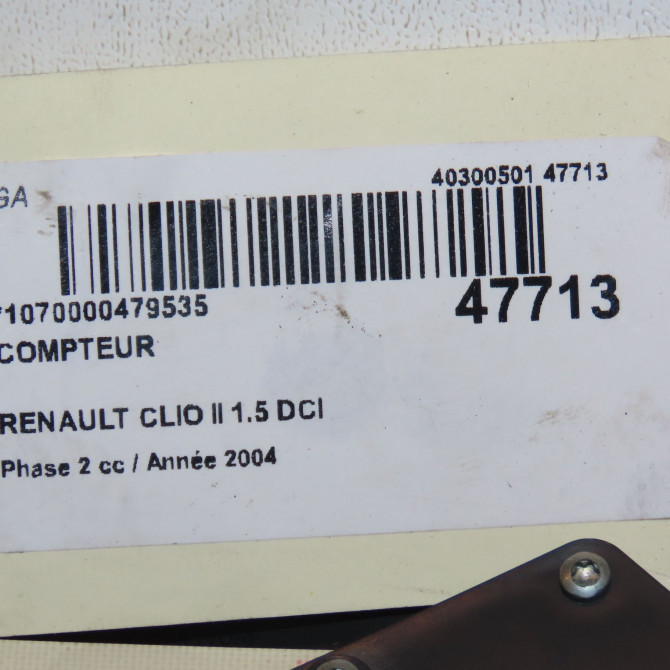 GA
40300501 47713
*1070000479535
47713
COMPTEUR
RENAULT CLIO II 1.5 DCI
Phase 2 cc / Année 2004